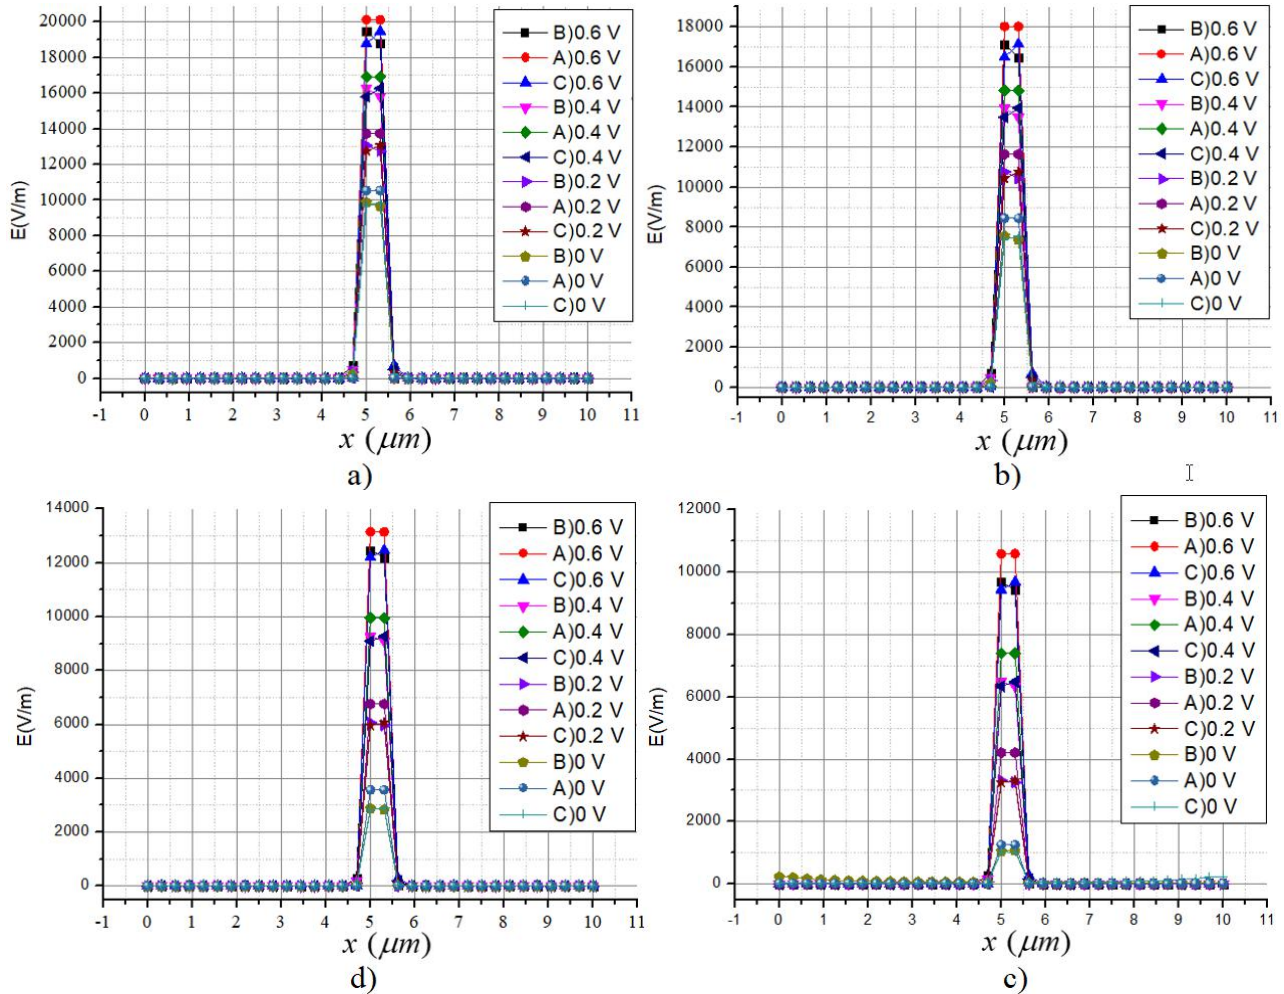 20000
18000
16000
14000
12000
10000
8000
6000
4000
2000
0
E(V/m)
-1 0 1 2 3 4 5 6 7 8 9 10 11
x (μm)
B)0.6 V
A)0.6 V
C)0.6 V
B)0.4 V
A)0.4 V
C)0.4 V
B)0.2 V
A)0.2 V
C)0.2 V
B)0 V
A)0 V
C)0 V
a)
18000
16000
14000
12000
10000
8000
6000
4000
2000
0
E(V/m)
-1 0 1 2 3 4 5 6 7 8 9 10 11
x (μm)
B)0.6 V
A)0.6 V
C)0.6 V
B)0.4 V
A)0.4 V
C)0.4 V
B)0.2 V
A)0.2 V
C)0.2 V
B)0 V
A)0 V
C)0 V
b)
14000
12000
10000
8000
6000
4000
2000
0
E(V/m)
-1 0 1 2 3 4 5 6 7 8 9 10 11
x (μm)
B)0.6 V
A)0.6 V
C)0.6 V
B)0.4 V
A)0.4 V
C)0.4 V
B)0.2 V
A)0.2 V
C)0.2 V
B)0 V
A)0 V
C)0 V
d)
12000
10000
8000
6000
4000
2000
0
E(V/m)
-1 0 1 2 3 4 5 6 7 8 9 10 11
x (μm)
B)0.6 V
A)0.6 V
C)0.6 V
B)0.4 V
A)0.4 V
C)0.4 V
B)0.2 V
A)0.2 V
C)0.2 V
B)0 V
A)0 V
C)0 V
c)